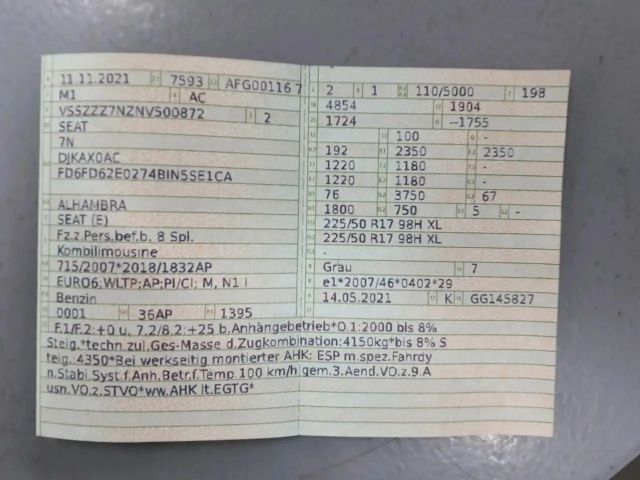 11.11.2021 7593 AFG00116 7
M1 AC
VSSZZZ7NZNV500872 2
SEAT
7N
DJKAX0AC
FD6FD62E0274BIN5SE1CA
ALHAMBRA
SEAT (E)
Fz.z.Pers.bef.b. 8 Spl.
Kombilimousine
715/2007*2018/1832AP
EURO6;WLTP;AP;PI/CI; M, N1 I
Benzin
0001 36AP 1395
2 1 110/5000 198
4854 1904
1724 --1755
100 -
192 2350 2350
1220 1180 -
1220 1180 -
76 3750 67
1800 750 5 -
225/50 R17 98H XL
225/50 R17 98H XL
-
Grau 7
e1*2007/46*0402*29
14.05.2021 K GG145827
F.1/F.2:+0 u. 7.2/8.2:+25 b.Anhängebetrieb*O.1:2000 bis 8%
Steig.*techn.zul.Ges-Masse d.Zugkombination:4150kg*bis 8% S
teig.:4350*Bei werkseitig montierter AHK: ESP m.spez.Fahrdy
n.Stabi.Syst.f.Anh.Betr.f.Temp.100 km/h gem.3.Aend.VO.z.9.A
usn.VO.z.STVO*ww.AHK lt.EGTG*